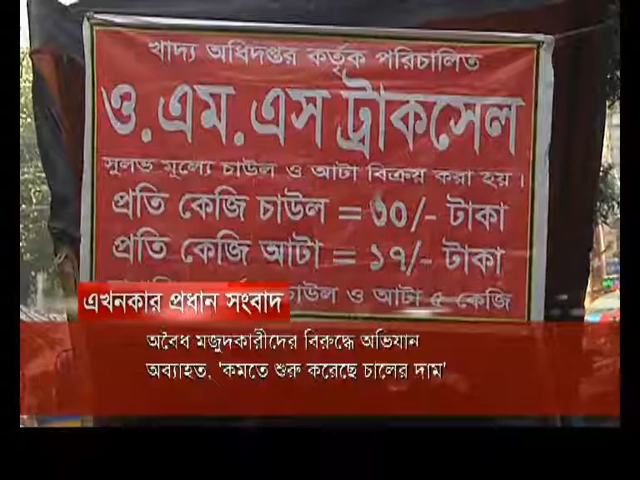 খাদ্য অধিদপ্তর কর্তৃক পরিচালিত
ও.এম.এস ট্রাকসেল
সুলভ মূল্যে চাউল ও আটা বিক্রয় করা হয়।
প্রতি কেজি চাউল = ৩০/- টাকা
প্রতি কেজি আটা = ১৭/- টাকা
চাউল ও আটা ৫ কেজি
এখনকার প্রধান সংবাদ
অবৈধ মজুদকারীদের বিরুদ্ধে অভিযান
অব্যাহত, 'কমতে শুরু করেছে চালের দাম'